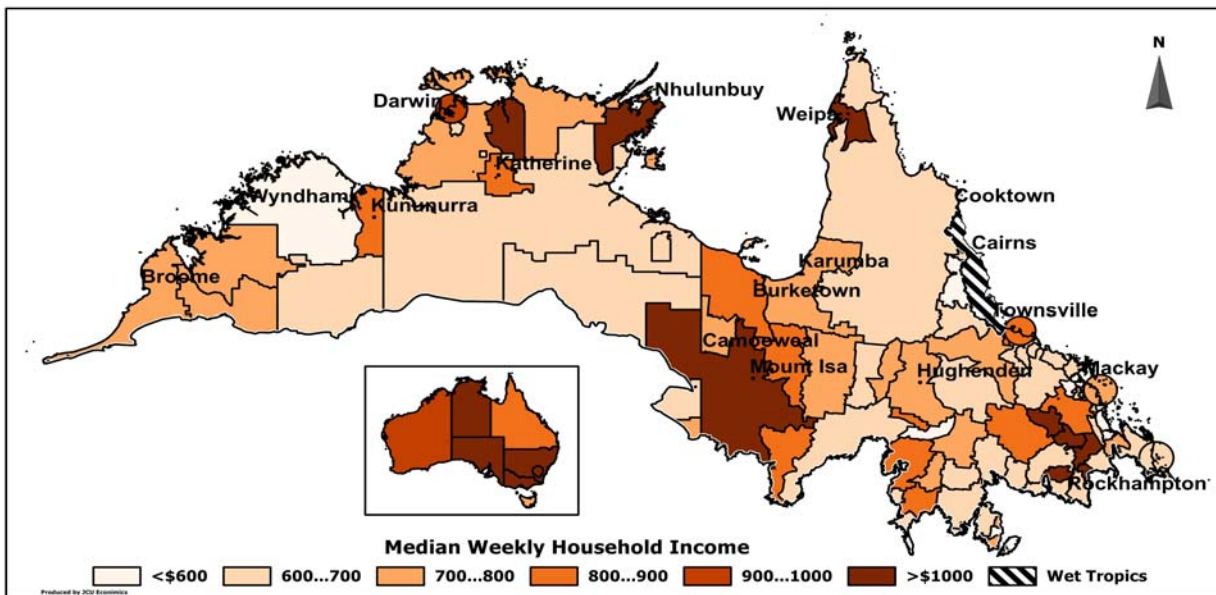 N
Nhulunbuy
Darwin
Weipa
Katherine
Wyndham
Cooktown
Kununurra
Cairns
Karumba
Broome
Burketown
Townsville
Camooweal
Mount Isa
Hughenden
Mackay
Rockhampton
Median Weekly Household Income
<$600 600...700 700...800 800...900 900...1000 >$1000 Wet Tropics
Produced by JCU Econimics